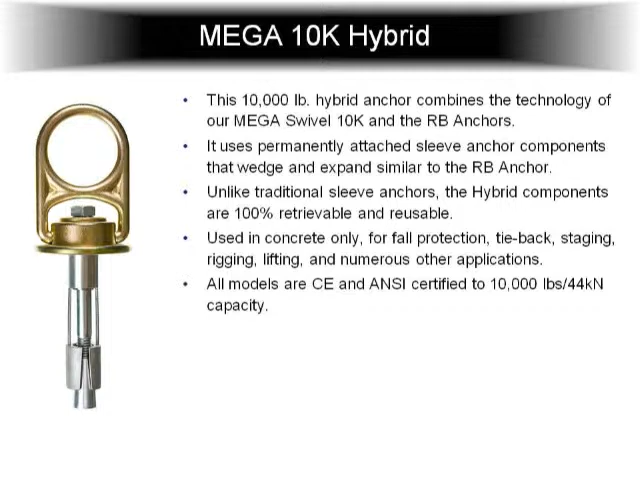 MEGA 10K Hybrid
• This 10,000 lb. hybrid anchor combines the technology of
our MEGA Swivel 10K and the RB Anchors.
• It uses permanently attached sleeve anchor components
that wedge and expand similar to the RB Anchor.
• Unlike traditional sleeve anchors, the Hybrid components
are 100% retrievable and reusable.
• Used in concrete only, for fall protection, tie-back, staging,
rigging, lifting, and numerous other applications.
• All models are CE and ANSI certified to 10,000 lbs/44kN
capacity.